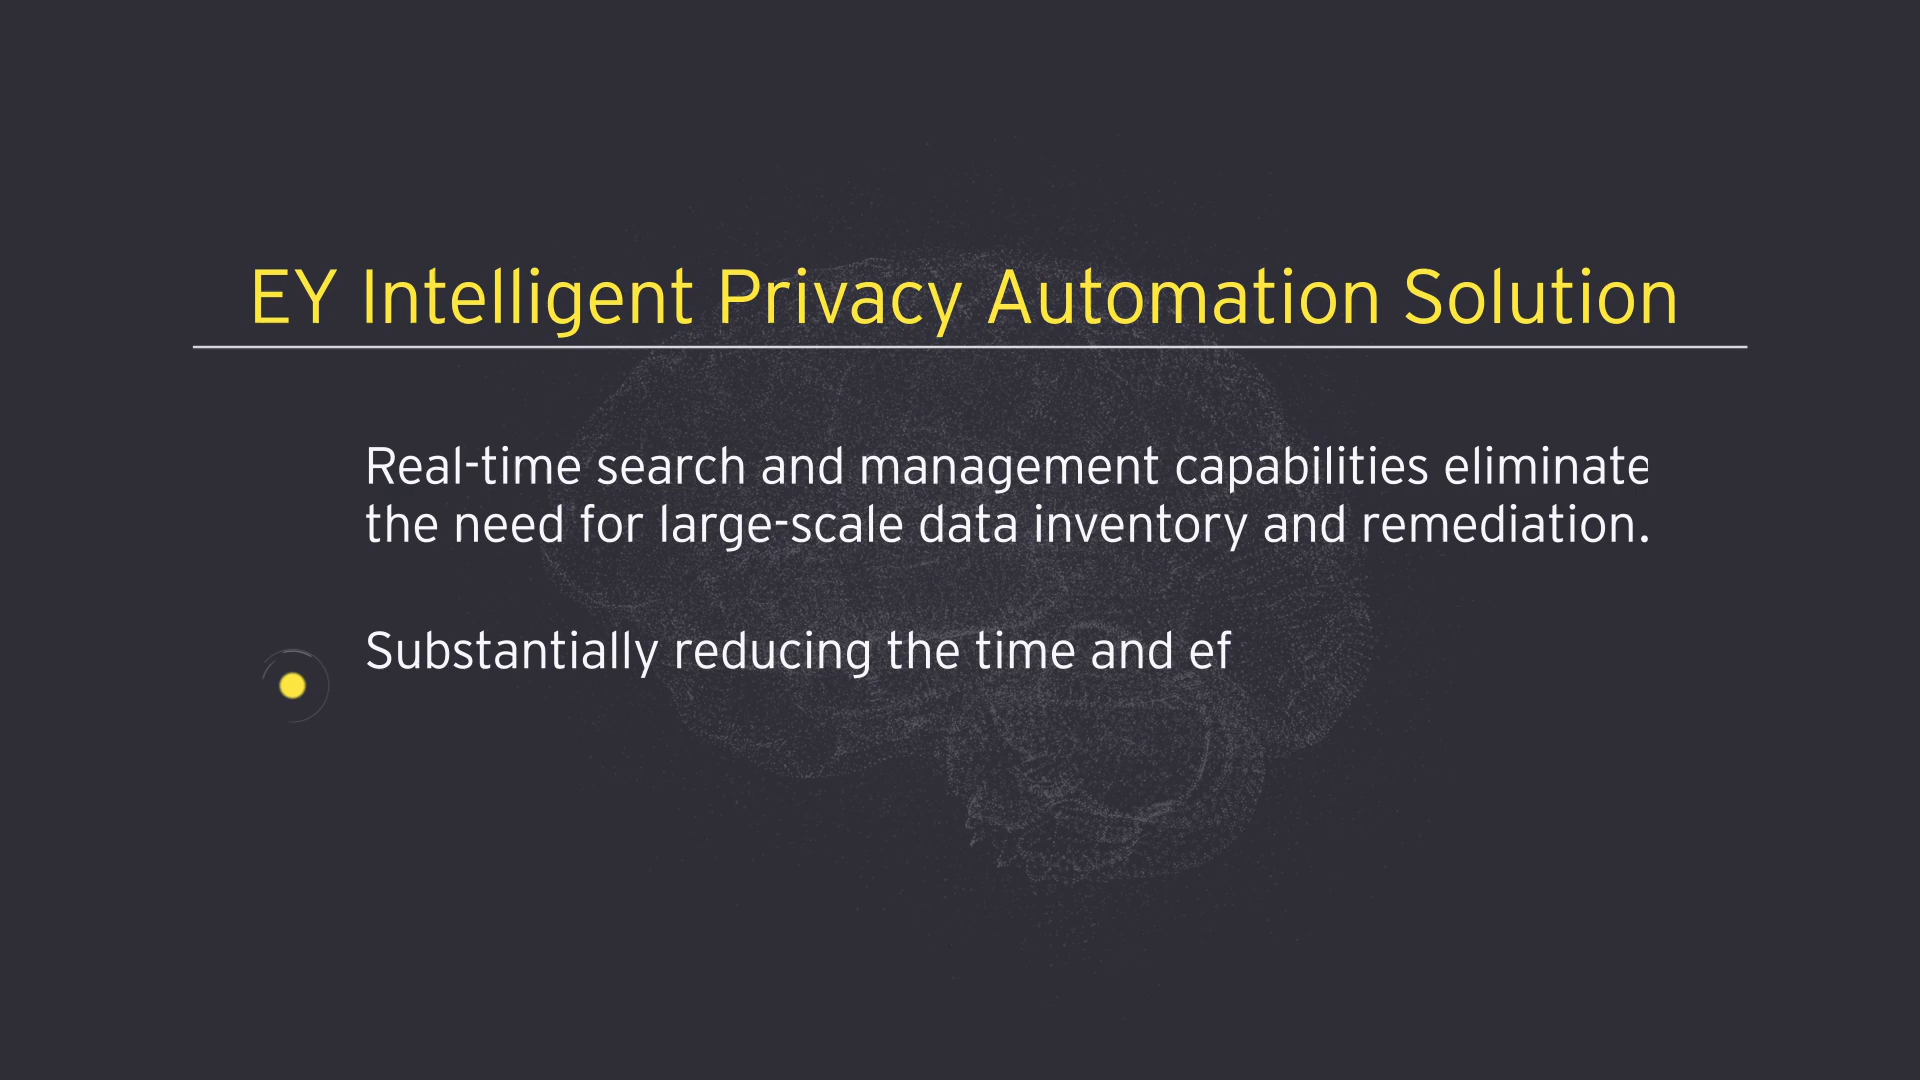 EY Intelligent Privacy Automation Solution
Real-time search and management capabilities eliminate
the need for large-scale data inventory and remediation.
Substantially reducing the time and ef